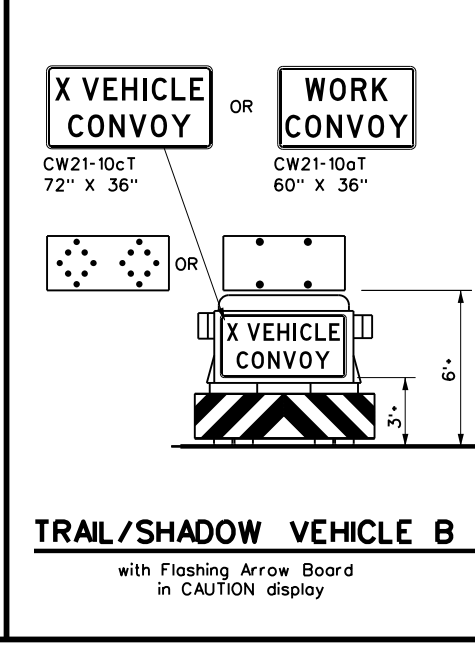 X VEHICLE
CONVOY
OR
WORK
CONVOY
CW21-10cT
72" X 36"
CW21-10aT
60" X 36"
OR
X VEHICLE
CONVOY
6'±
3'±
TRAIL/SHADOW VEHICLE B
with Flashing Arrow Board
in CAUTION display